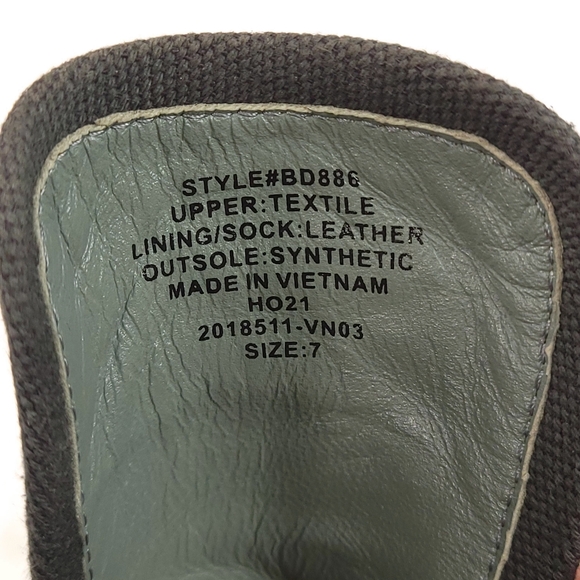 STYLE#BD886
UPPER:TEXTILE
LINING/SOCK:LEATHER
OUTSOLE:SYNTHETIC
MADE IN VIETNAM
HO21
2018511-VN03
SIZE:7